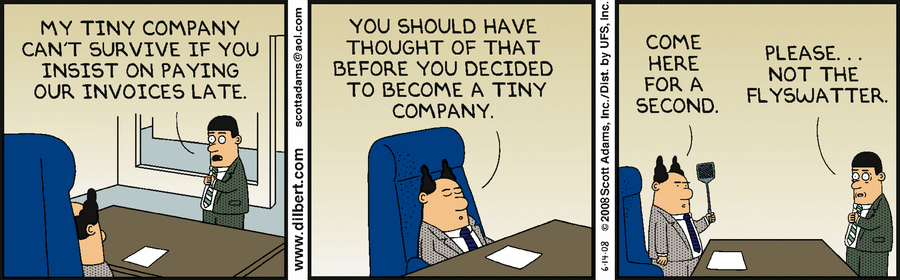 MY TINY COMPANY
CAN'T SURVIVE IF YOU
INSIST ON PAYING
OUR INVOICES LATE.
www.dilbert.com
scottadams@aol.com
YOU SHOULD HAVE
THOUGHT OF THAT
BEFORE YOU DECIDED
TO BECOME A TINY
COMPANY.
6-14-08 ©2008 Scott Adams, Inc./Dist. by UFS, Inc.
COME
HERE
FOR A
SECOND.
PLEASE...
NOT THE
FLYSWATTER.